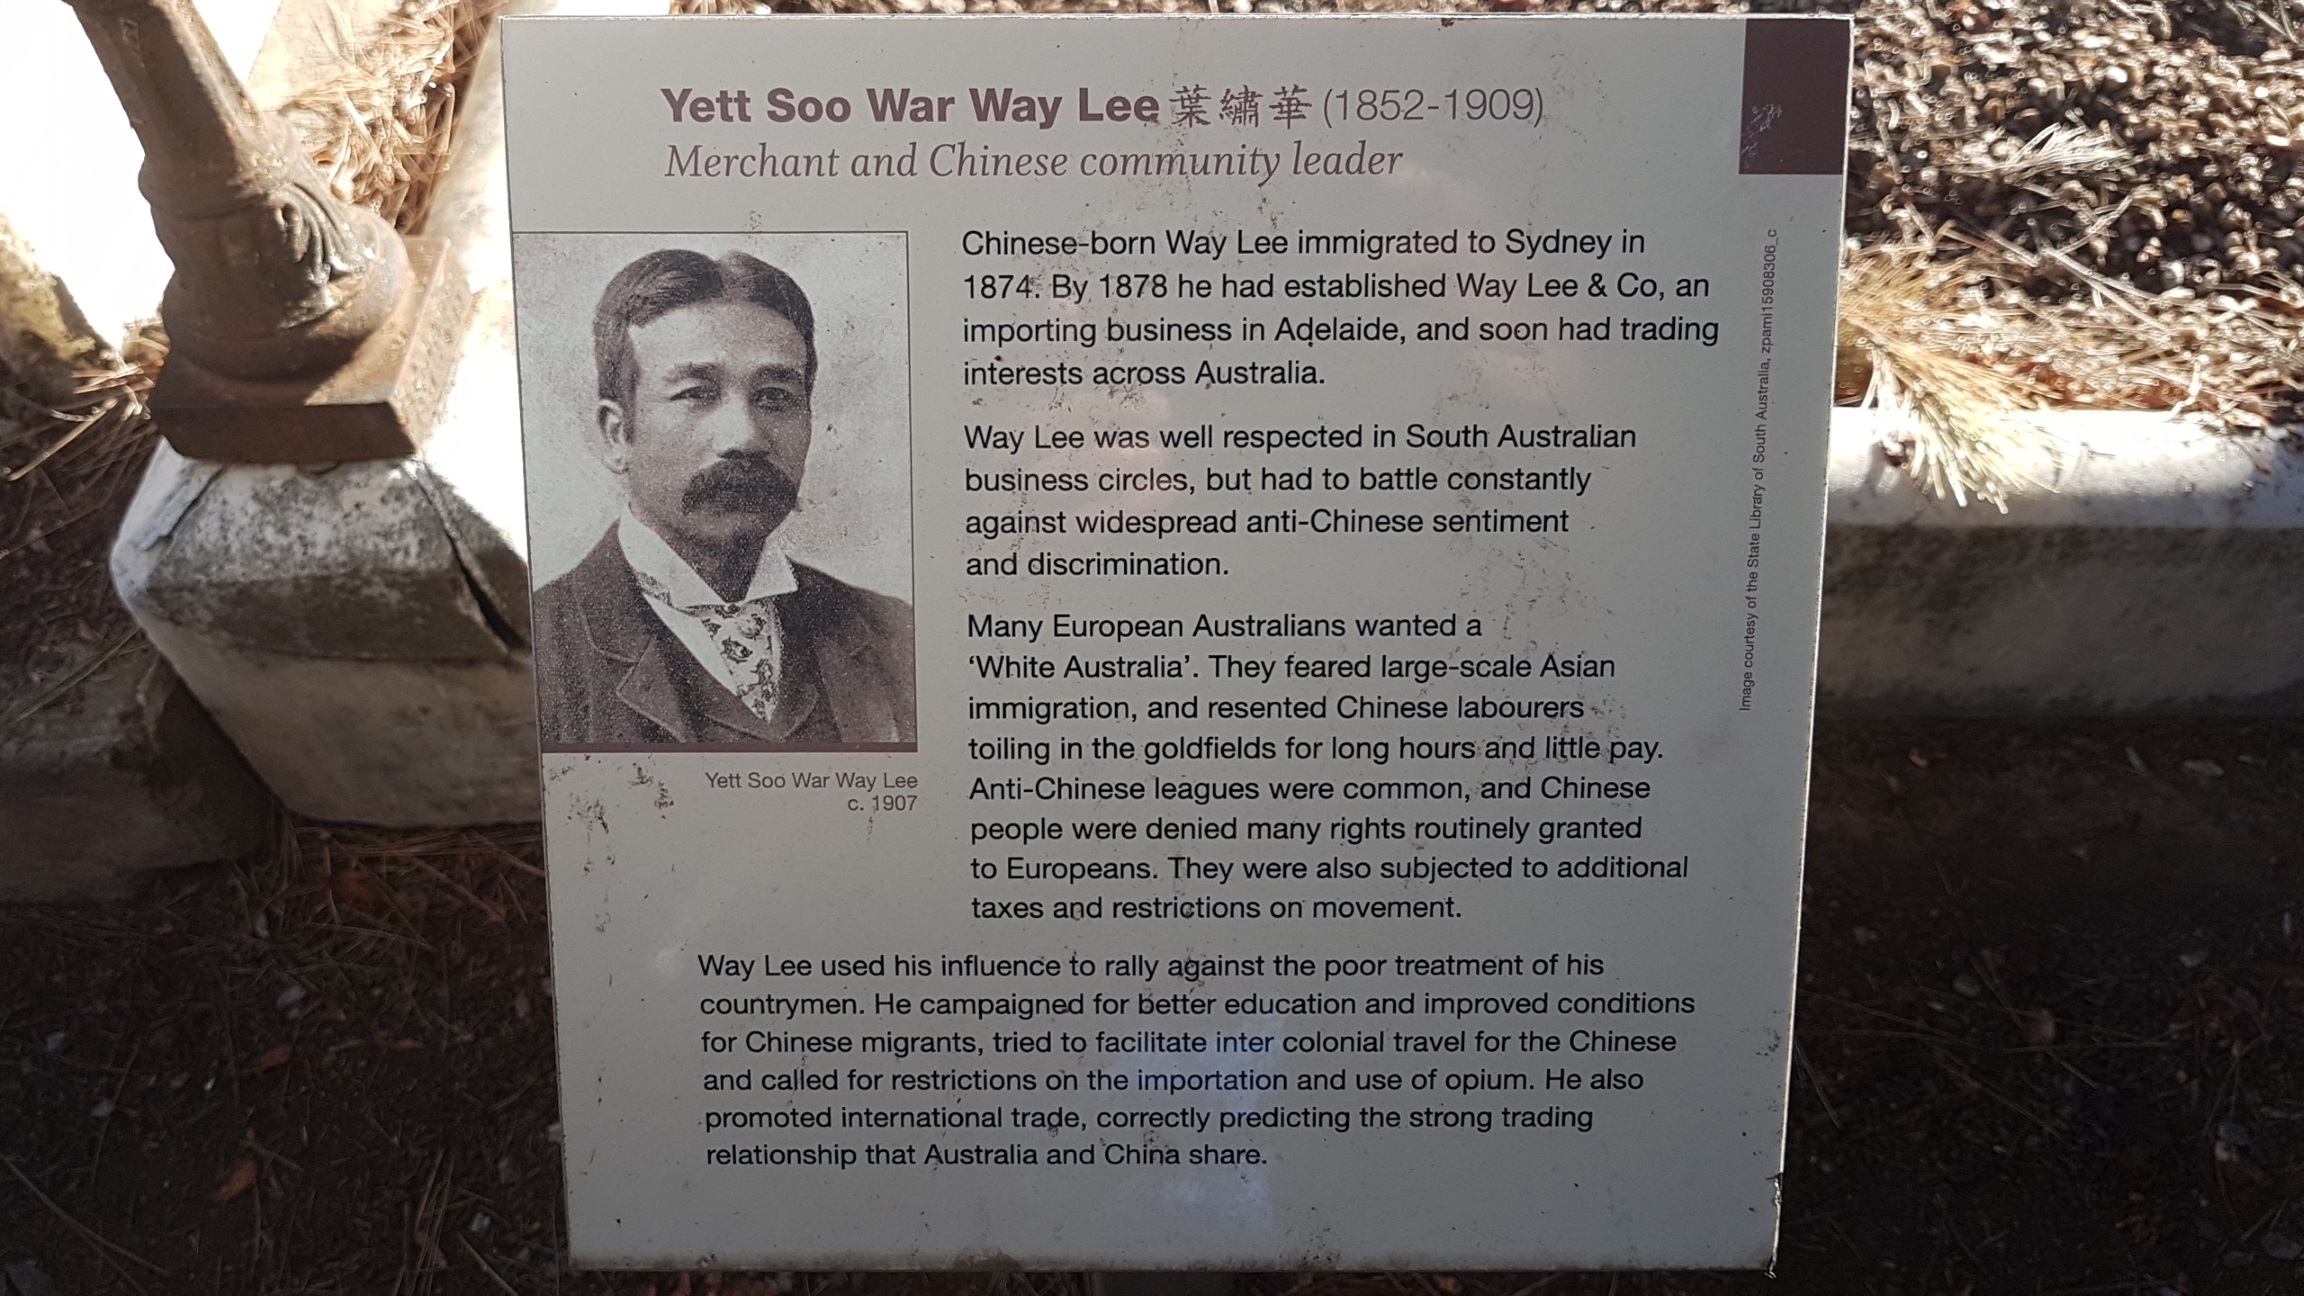 Yett Soo War Way Lee 葉繡華 (1852-1909)
Merchant and Chinese community leader
Chinese-born Way Lee immigrated to Sydney in
1874. By 1878 he had established Way Lee & Co, an
importing business in Adelaide, and soon had trading
interests across Australia.
Way Lee was well respected in South Australian
business circles, but had to battle constantly
against widespread anti-Chinese sentiment
and discrimination.
Many European Australians wanted a
‘White Australia’. They feared large-scale Asian
immigration, and resented Chinese labourers
toiling in the goldfields for long hours and little pay.
Anti-Chinese leagues were common, and Chinese
people were denied many rights routinely granted
to Europeans. They were also subjected to additional
taxes and restrictions on movement.
Yett Soo War Way Lee
c. 1907
Way Lee used his influence to rally against the poor treatment of his
countrymen. He campaigned for better education and improved conditions
for Chinese migrants, tried to facilitate inter colonial travel for the Chinese
and called for restrictions on the importation and use of opium. He also
promoted international trade, correctly predicting the strong trading
relationship that Australia and China share.
Image courtesy of the State Library of South Australia, zpaml15908306_c